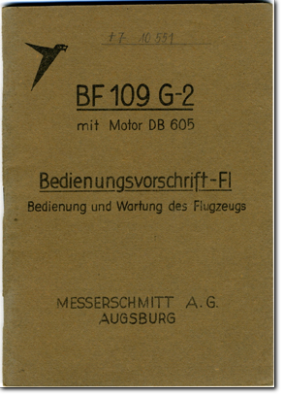 BF 109 G-2
mit Motor DB 605
Bedienungsvorschrift-Fl
Bedienung und Wartung des Flugzeugs
MESSERSCHMITT A.G.
AUGSBURG